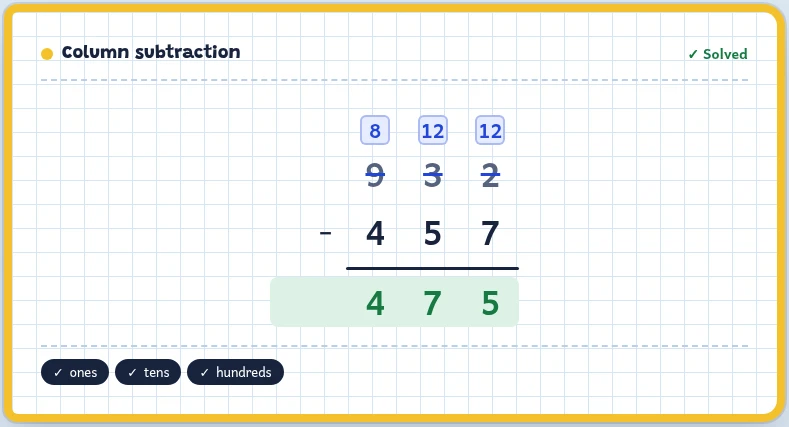 Column subtraction
✓ Solved
8 12 12
9 3 2
− 4 5 7
4 7 5
✓ ones ✓ tens ✓ hundreds